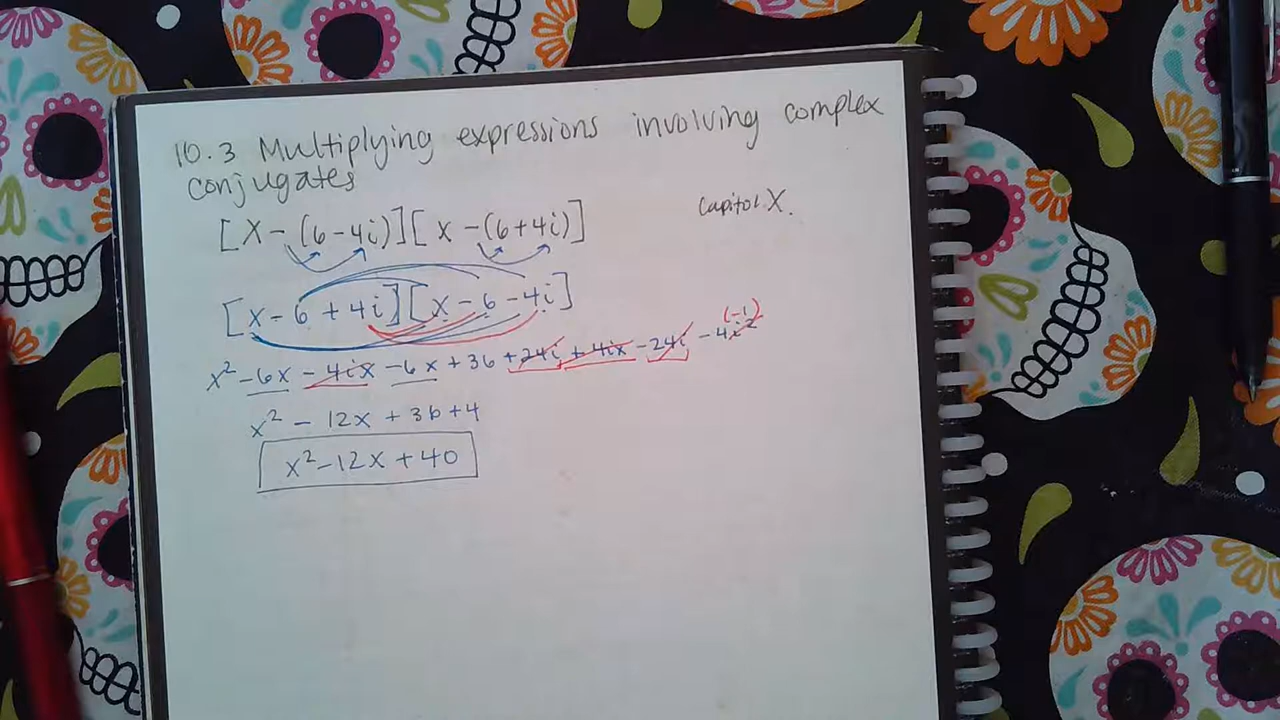 10.3 Multiplying expressions involving complex
conjugates
Capitol X.
[X - (6 - 4i)][x - (6 + 4i)]
[x - 6 + 4i][x - 6 - 4i]
(-1)
x² - 6x - 4ix - 6x + 36 + 24i + 4ix - 24i - 4i²
x² - 12x + 36 + 4
x² - 12x + 40